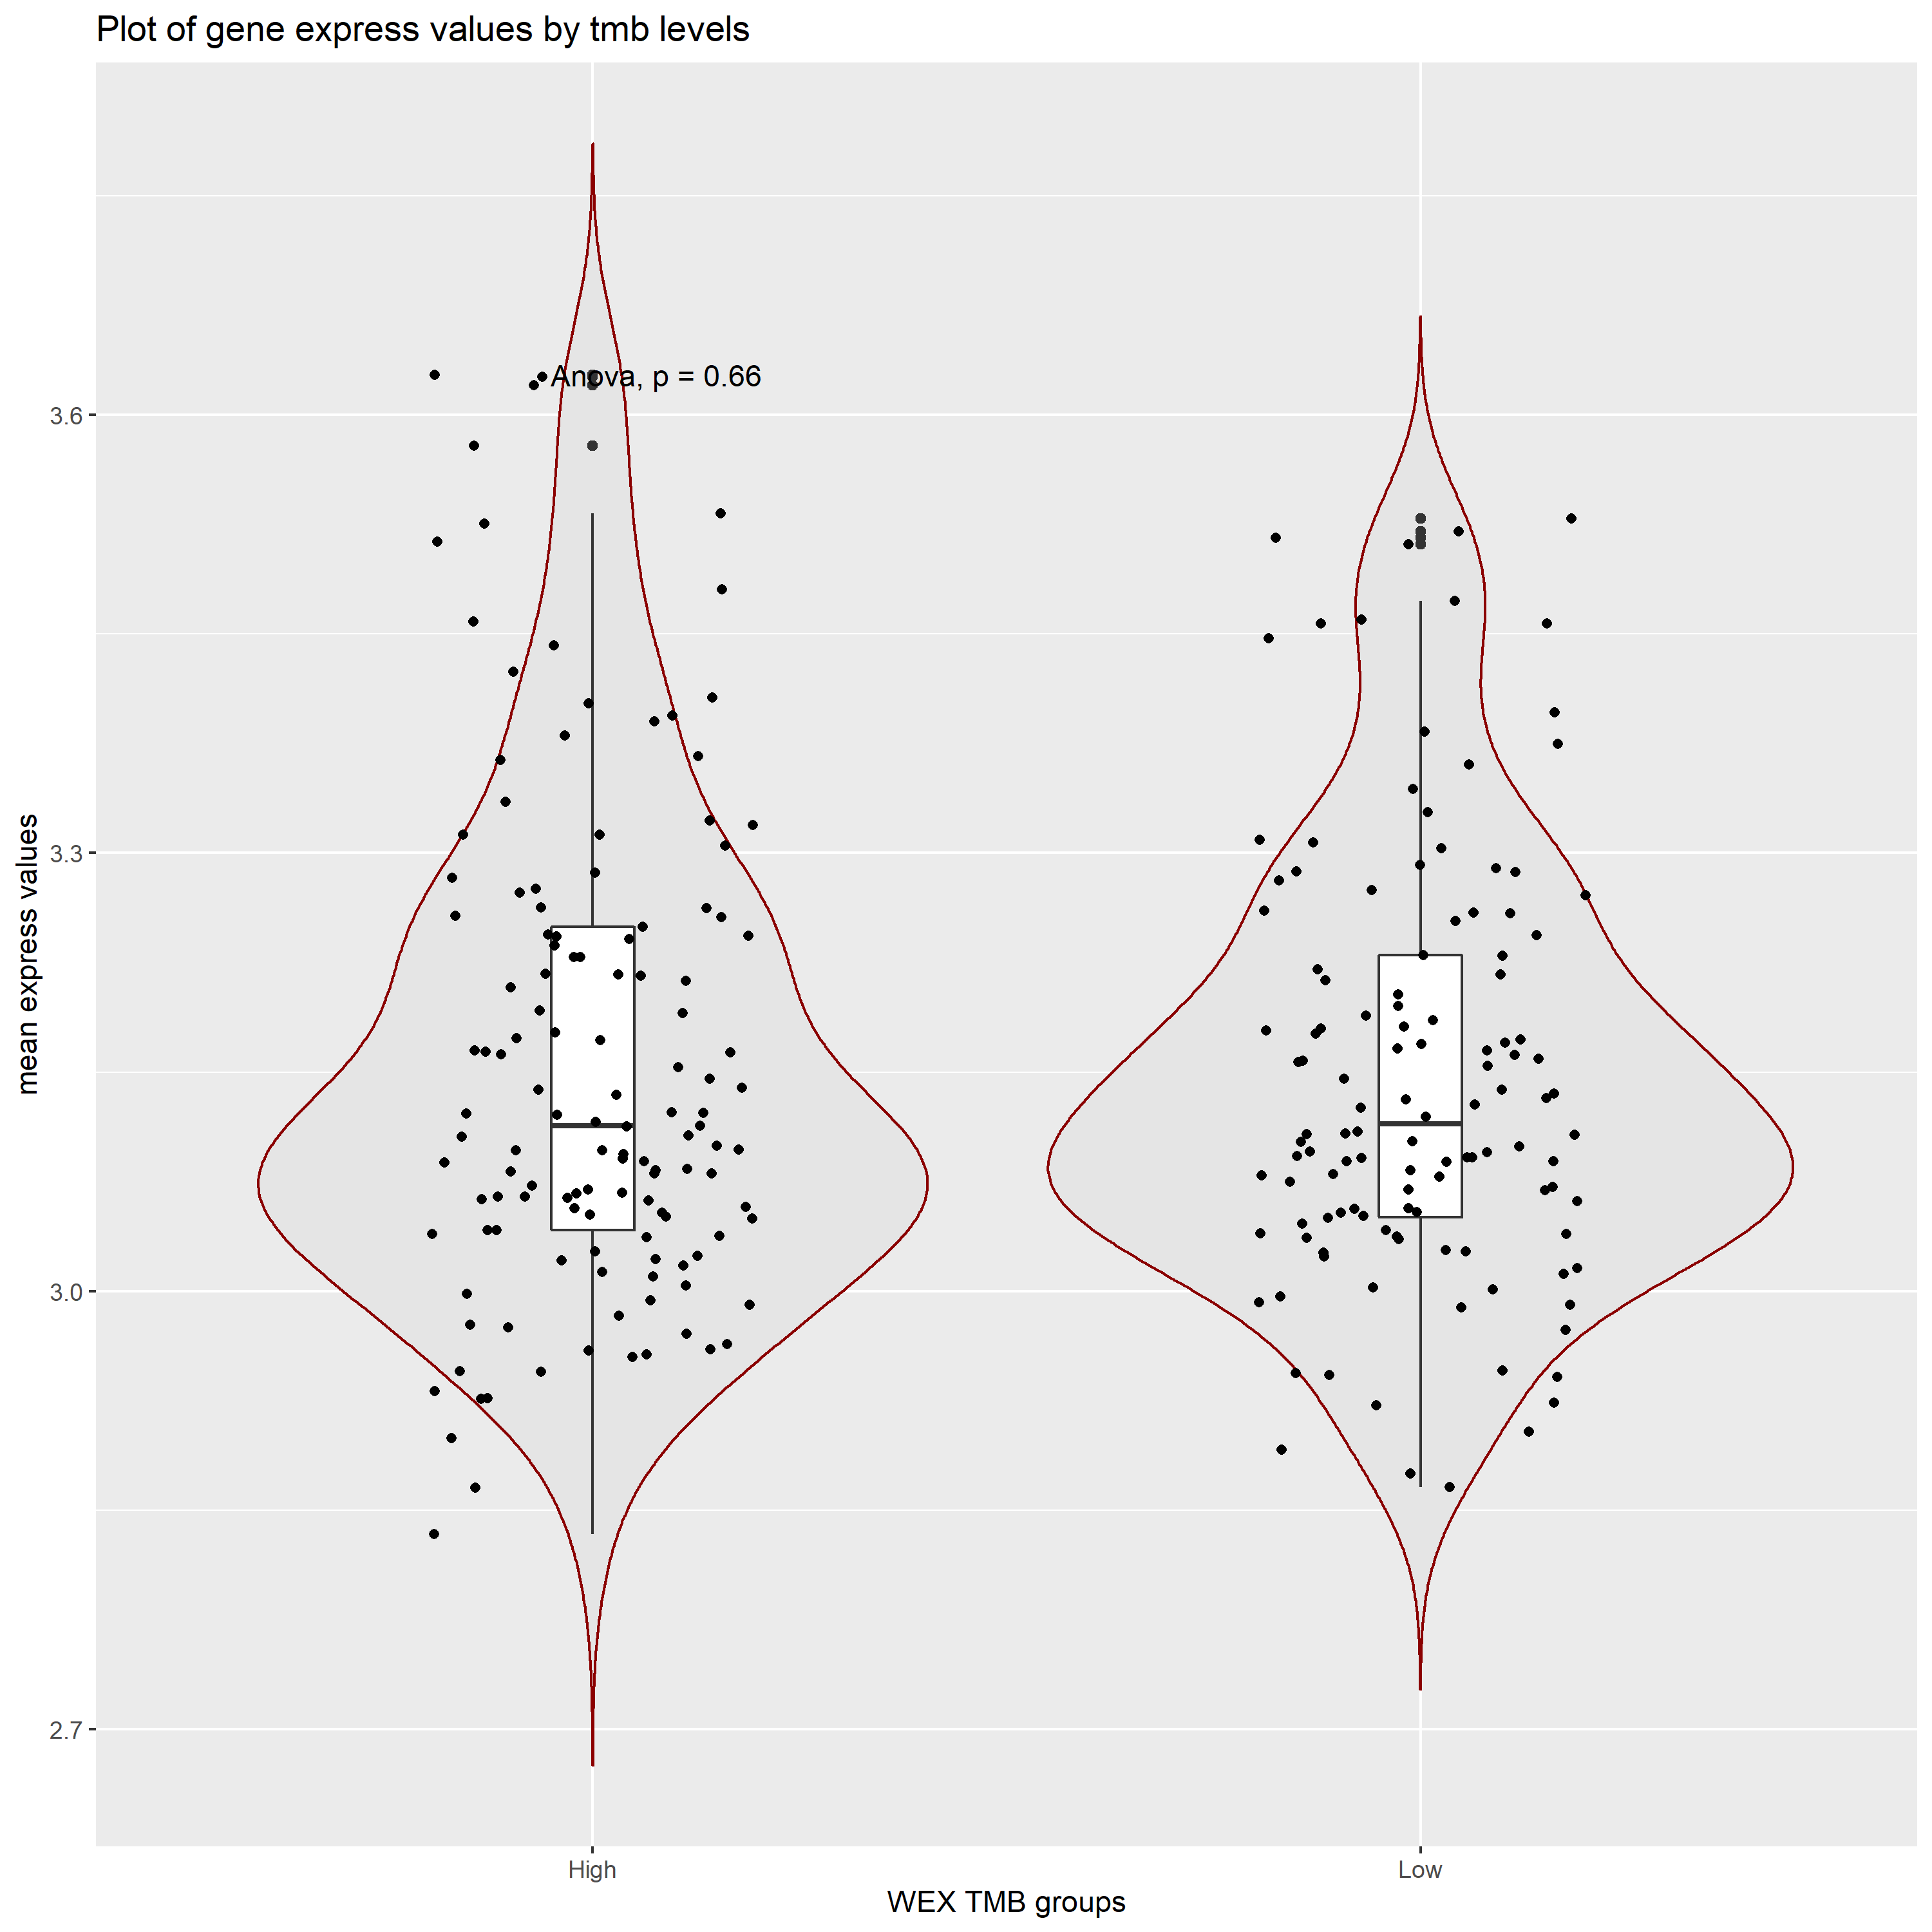 Plot of gene express values by tmb levels
Anova, p = 0.66
3.6
3.3
3.0
2.7
mean express values
High
Low
WEX TMB groups